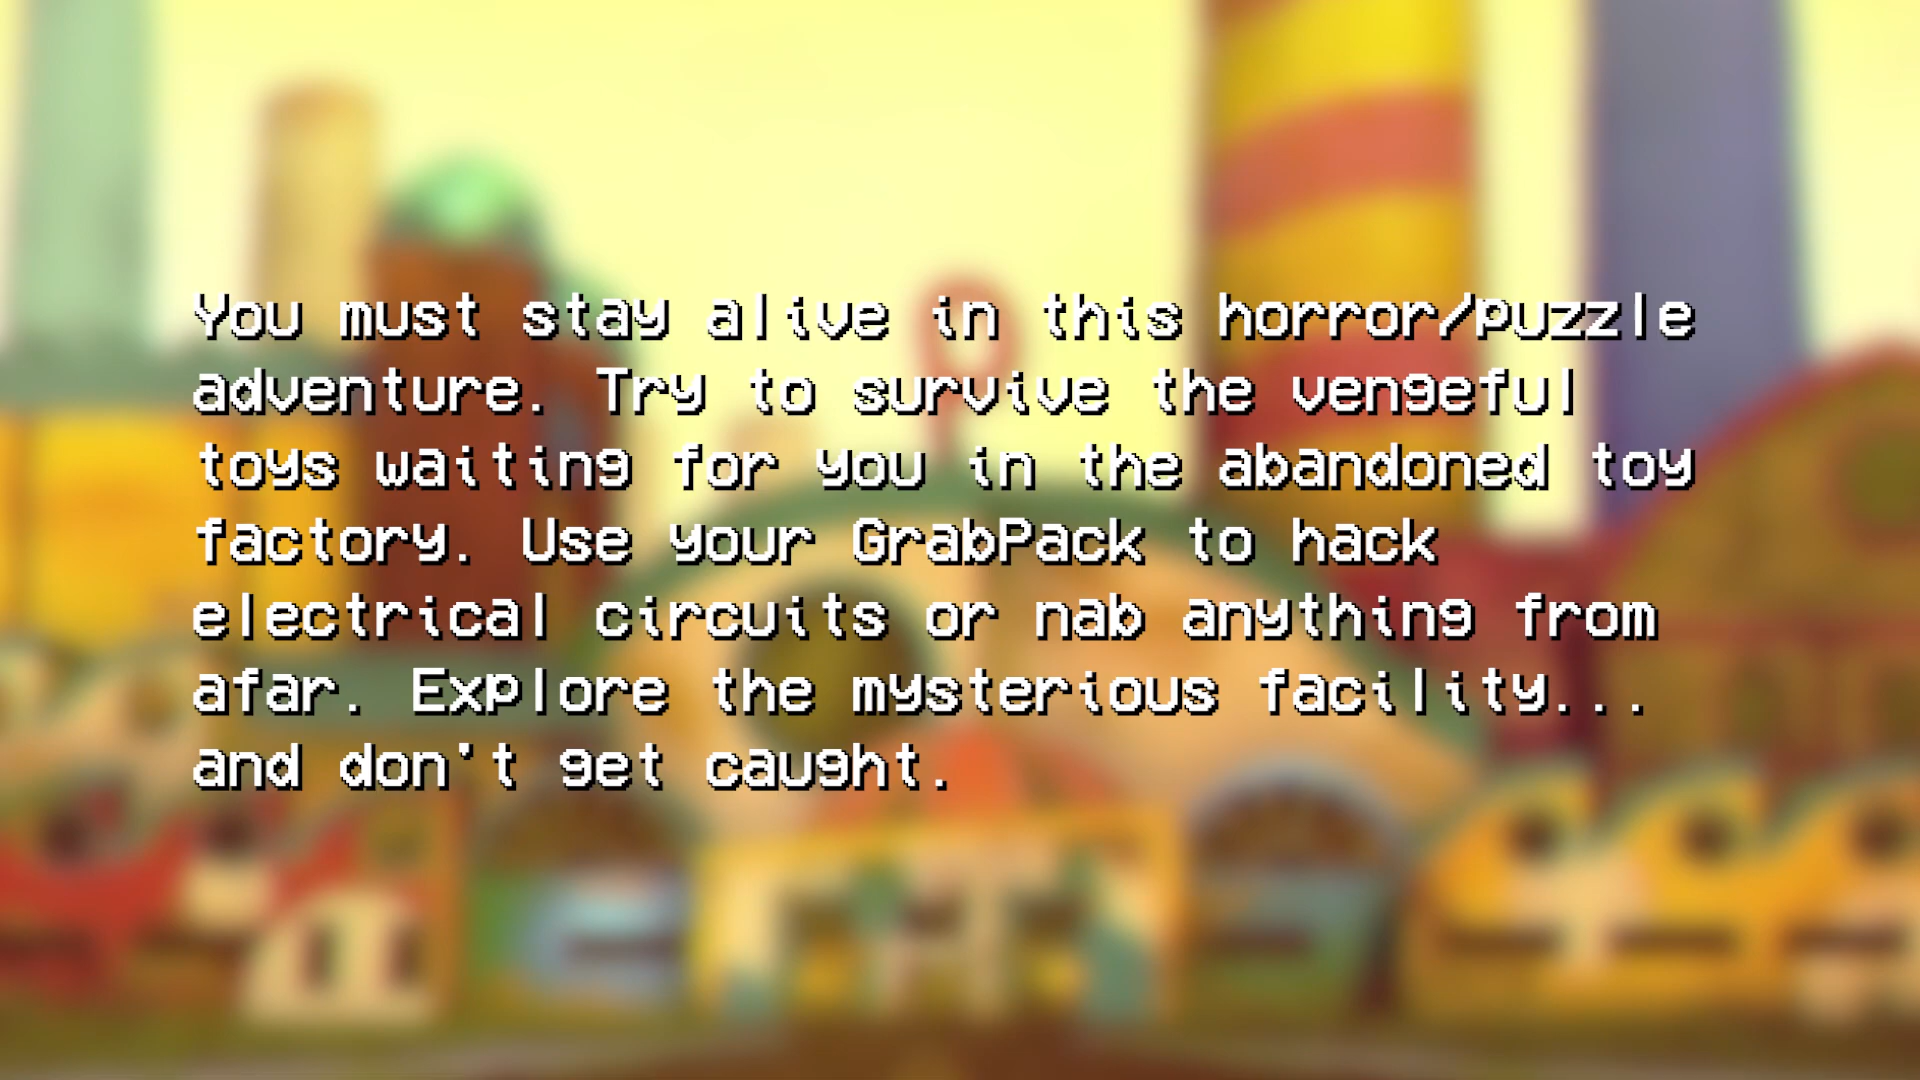 You must stay alive in this horror/puzzle
adventure. Try to survive the vengeful
toys waiting for you in the abandoned toy
factory. Use your GrabPack to hack
electrical circuits or nab anything from
afar. Explore the mysterious facility...
and don't get caught.